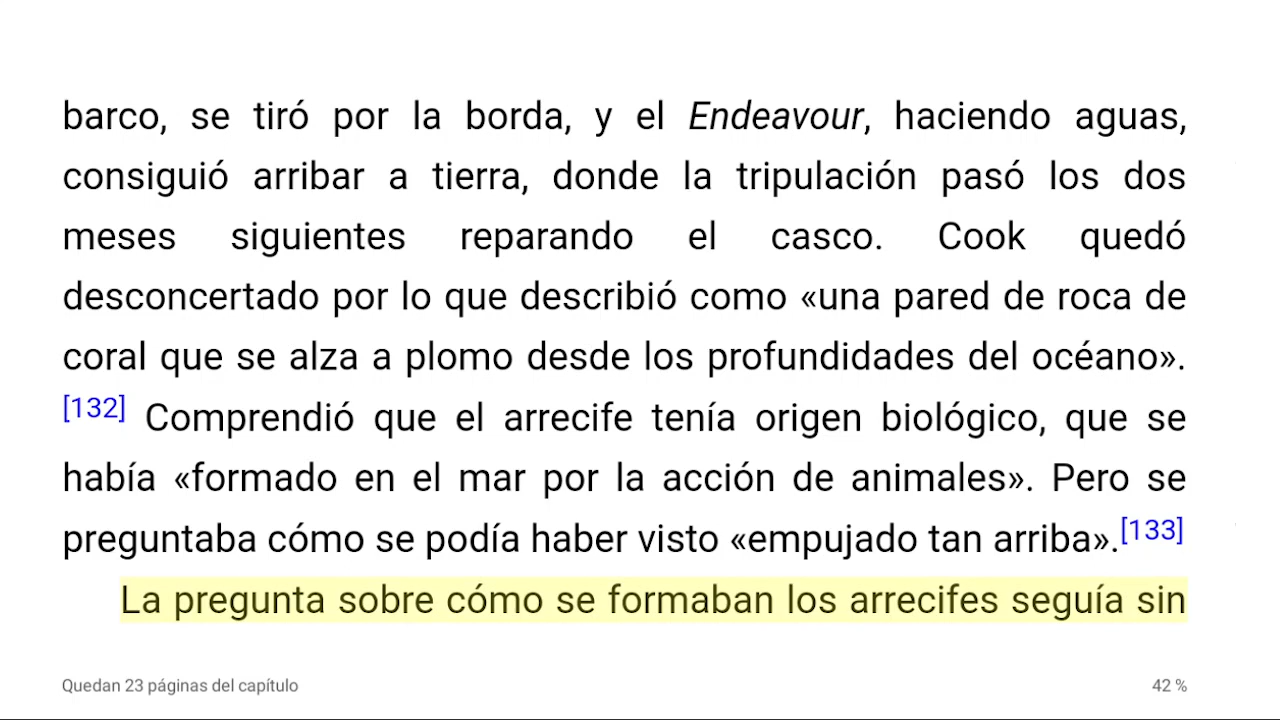 barco, se tiró por la borda, y el Endeavour, haciendo aguas,
consiguió arribar a tierra, donde la tripulación pasó los dos
meses siguientes reparando el casco. Cook quedó
desconcertado por lo que describió como «una pared de roca de
coral que se alza a plomo desde los profundidades del océano».
[132] Comprendió que el arrecife tenía origen biológico, que se
había «formado en el mar por la acción de animales». Pero se
preguntaba cómo se podía haber visto «empujado tan arriba».[133]
La pregunta sobre cómo se formaban los arrecifes seguía sin
Quedan 23 páginas del capítulo
42 %